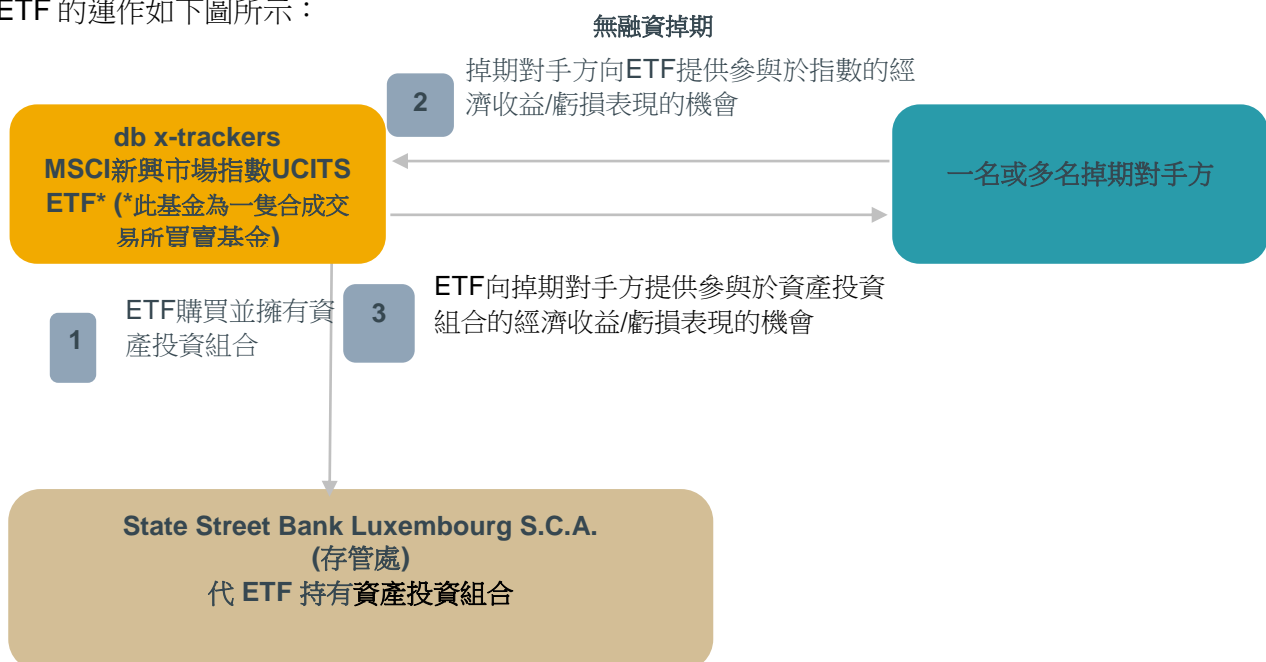 ETF 的運作如下圖所示：
無融資掉期
2
掉期對手方向ETF提供參與於指數的經
濟收益/虧損表現的機會
db x-trackers
MSCI新興市場指數UCITS
ETF* (*此基金為一隻合成交
易所買賣基金)
一名或多名掉期對手方
1
ETF購買並擁有資
產投資組合
3
ETF向掉期對手方提供參與於資產投資
組合的經濟收益/虧損表現的機會
State Street Bank Luxembourg S.C.A.
(存管處)
代 ETF 持有資產投資組合